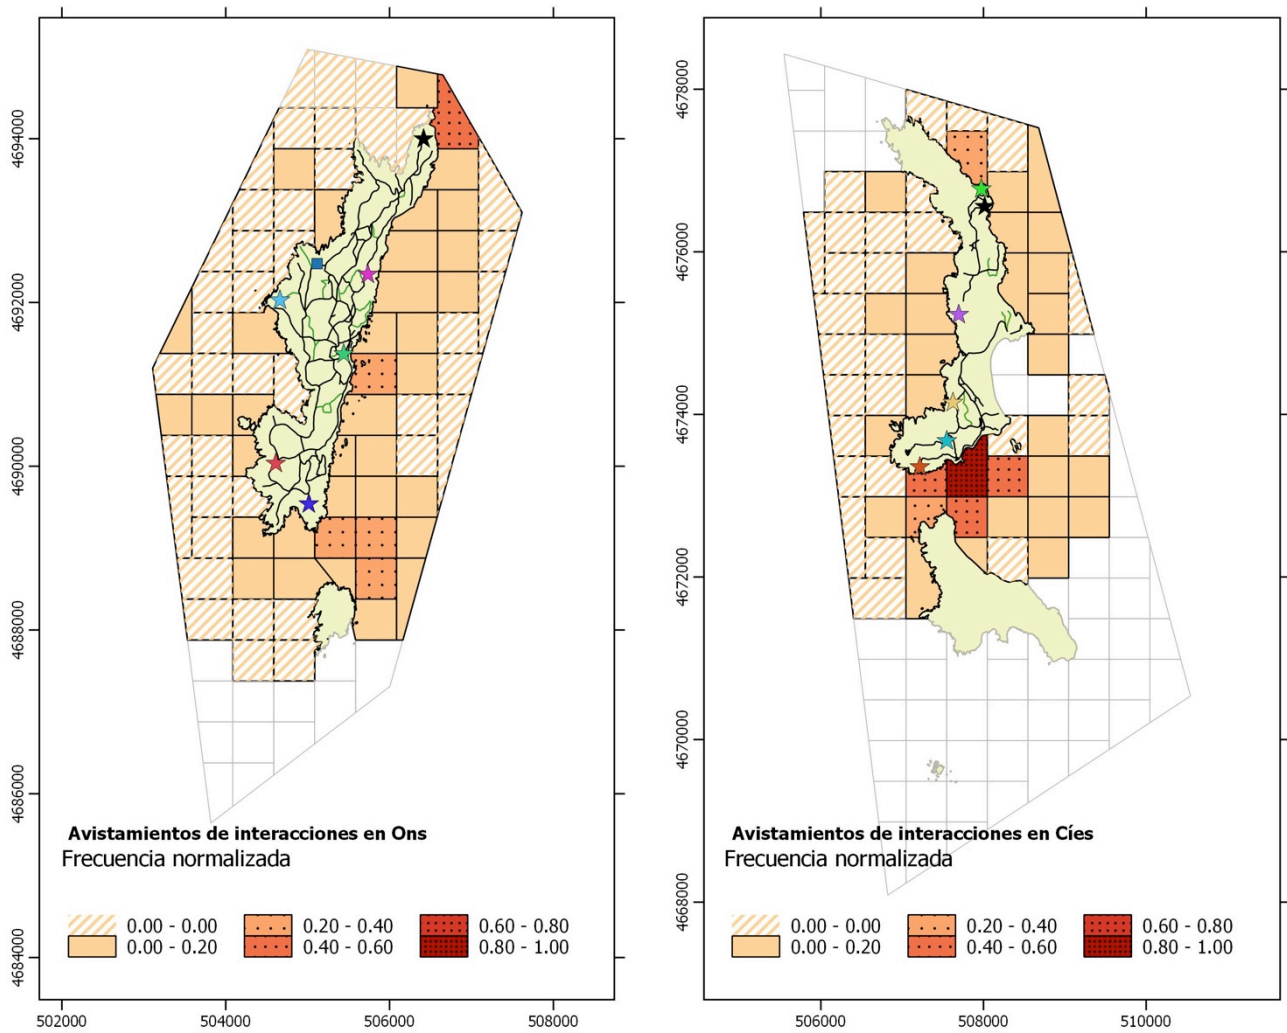 4694000
4692000
4690000
4688000
4686000
4684000
Avistamientos de interacciones en Ons
Frecuencia normalizada
0.00 - 0.00
0.20 - 0.40
0.60 - 0.80
0.00 - 0.20
0.40 - 0.60
0.80 - 1.00
502000
504000
506000
508000
4678000
4676000
4674000
4672000
4670000
4668000
Avistamientos de interacciones en Cíes
Frecuencia normalizada
0.00 - 0.00
0.20 - 0.40
0.60 - 0.80
0.00 - 0.20
0.40 - 0.60
0.80 - 1.00
506000
508000
510000